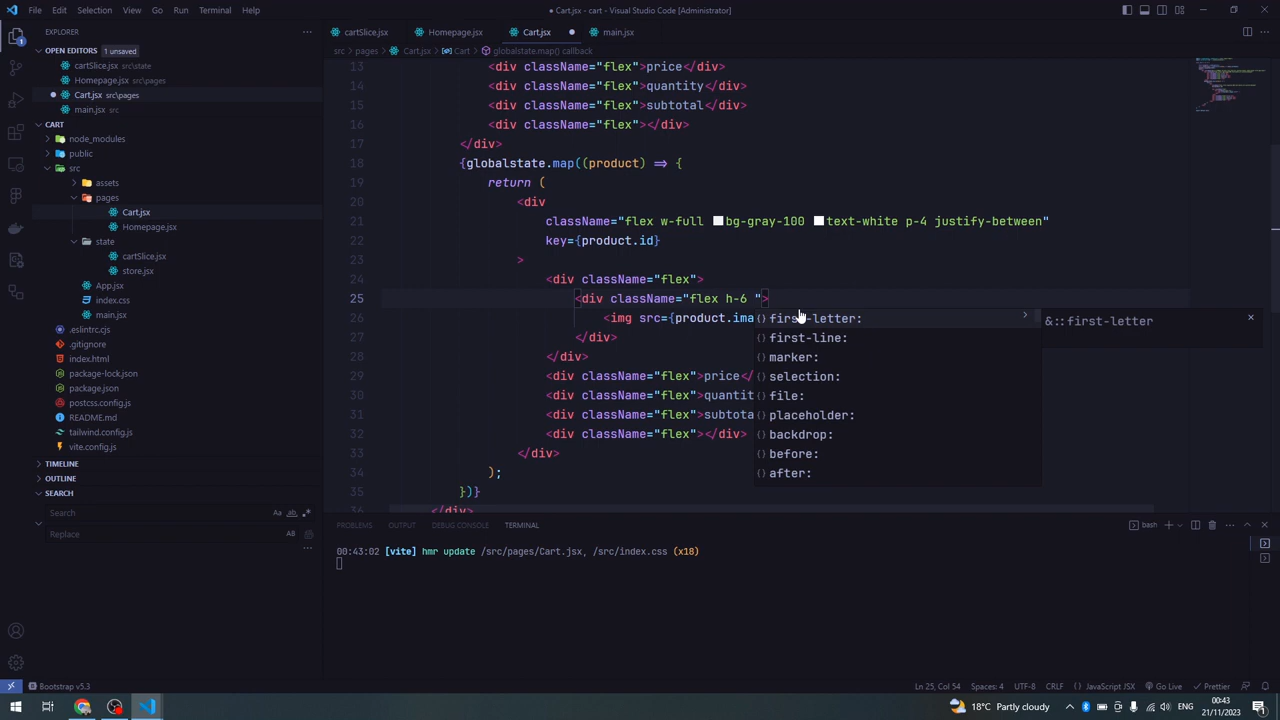 File Edit Selection View Go Run Terminal Help
● Cart.jsx - cart - Visual Studio Code [Administrator]
EXPLORER
OPEN EDITORS 1 unsaved
cartSlice.jsx src\state
Homepage.jsx src\pages
Cart.jsx src\pages
main.jsx src
CART
node_modules
public
src
assets
pages
Cart.jsx
Homepage.jsx
state
cartSlice.jsx
store.jsx
App.jsx
index.css
main.jsx
.eslintrc.cjs
.gitignore
index.html
package-lock.json
package.json
postcss.config.js
README.md
tailwind.config.js
vite.config.js
TIMELINE
OUTLINE
SEARCH
Search
Aa ab
Replace
AB
cartSlice.jsx Homepage.jsx Cart.jsx main.jsx
src > pages > Cart.jsx > Cart > globalstate.map() callback
13 <div className="flex">price</div>
14 <div className="flex">quantity</div>
15 <div className="flex">subtotal</div>
16 <div className="flex"></div>
17 </div>
18 {globalstate.map((product) => {
19 return (
20 <div
21 className="flex w-full bg-gray-100 text-white p-4 justify-between"
22 key={product.id}
23 >
24 <div className="flex">
25 <div className="flex h-6 ">
26 <img src={product.ima
27 </div>
28 </div>
29 <div className="flex">price</
30 <div className="flex">quantit
31 <div className="flex">subtota
32 <div className="flex"></div>
33 </div>
34 );
35 })}
36 </div>
first-letter:
first-line:
marker:
selection:
file:
placeholder:
backdrop:
before:
after:
&::first-letter
PROBLEMS OUTPUT DEBUG CONSOLE TERMINAL
bash
00:43:02 [vite] hmr update /src/pages/Cart.jsx, /src/index.css (x18)
Bootstrap v5.3
Ln 25, Col 54 Spaces: 4 UTF-8 CRLF {} JavaScript JSX Go Live Prettier
18°C Partly cloudy
00:43
21/11/2023